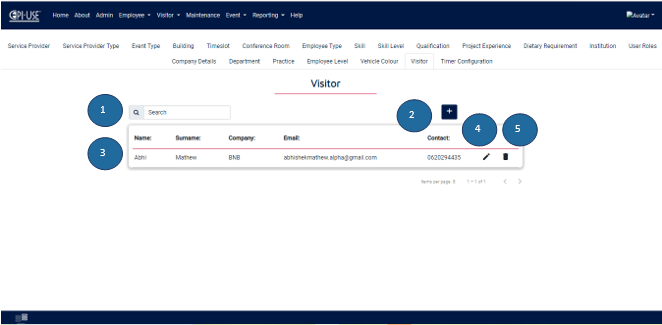 EPI-USE Home About Admin Employee Visitor Maintenance Event Reporting Help Avatar
Service Provider Service Provider Type Event Type Building Timeslot Conference Room Employee Type Skill Skill Level Qualification Project Experience Dietary Requirement Institution User Roles
Company Details Department Practice Employee Level Vehicle Colour Visitor Timer Configuration
Visitor
1 Search 2 +
Name: Surname: Company: Email: Contact: 4 5
3 Abhi Mathew BNB abhishekmathew.alpha@gmail.com 0620294435
Items per page: 5 1 – 1 of 1